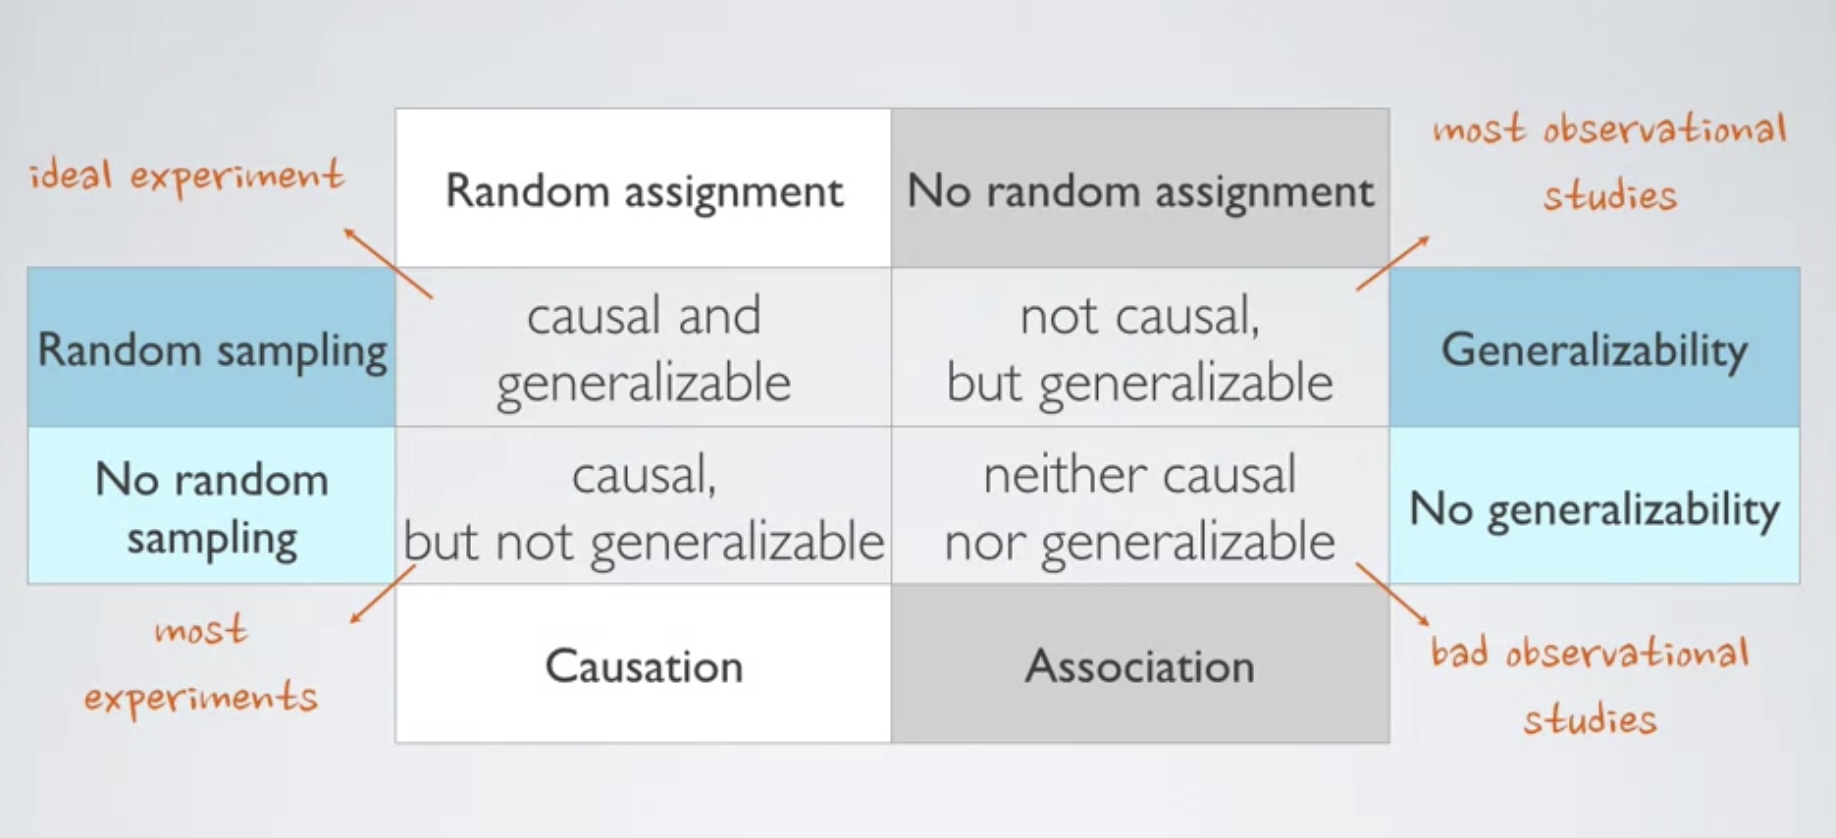 most observational
ideal experiment
Random assignment
No random assignment
studies
causal and
not causal,
Random sampling
generalizable
but generalizable
Generalizability
No random
sampling
causal,
but not generalizable
neither causal
nor generalizable
No generalizability
most
experiments
Causation
Association
bad observational
studies